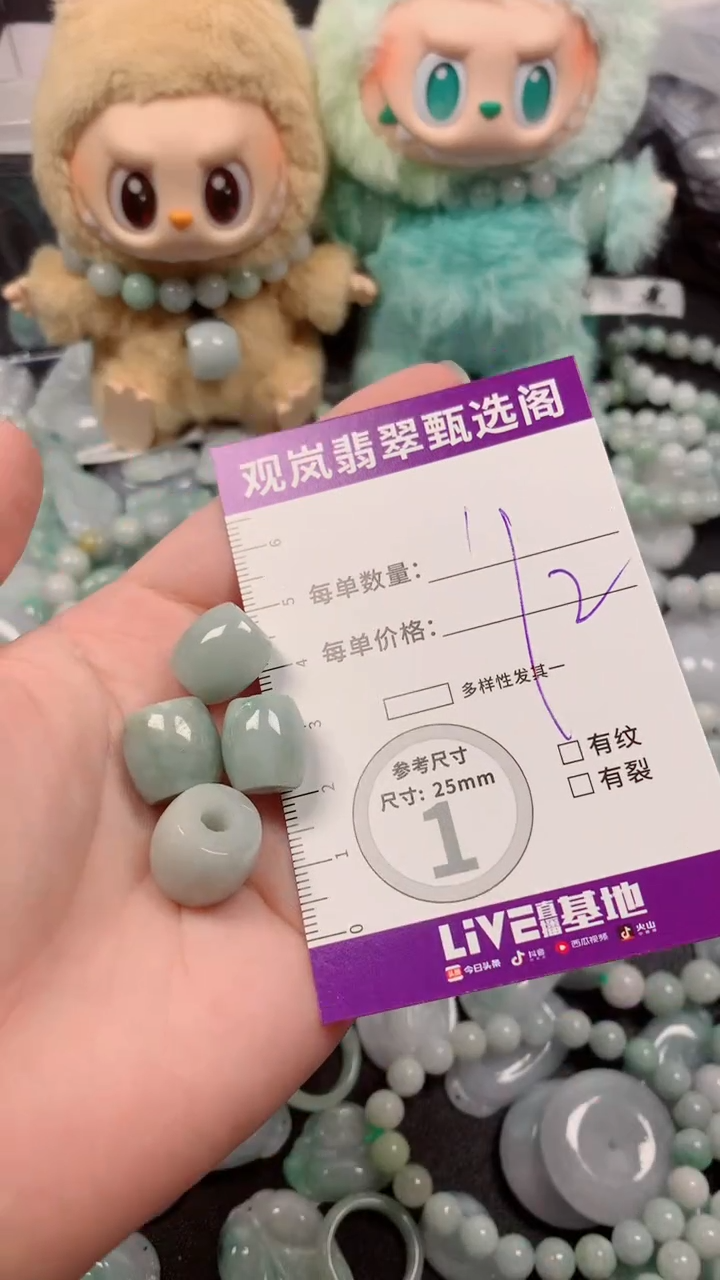 观岚翡翠甄选阁
每单数量:
每单价格:
多样性发其一
参考尺寸
尺寸: 25mm
1
有纹
有裂
6
5
4
3
2
1
0
LiVE直播基地
今日头条 抖音 西瓜视频 火山